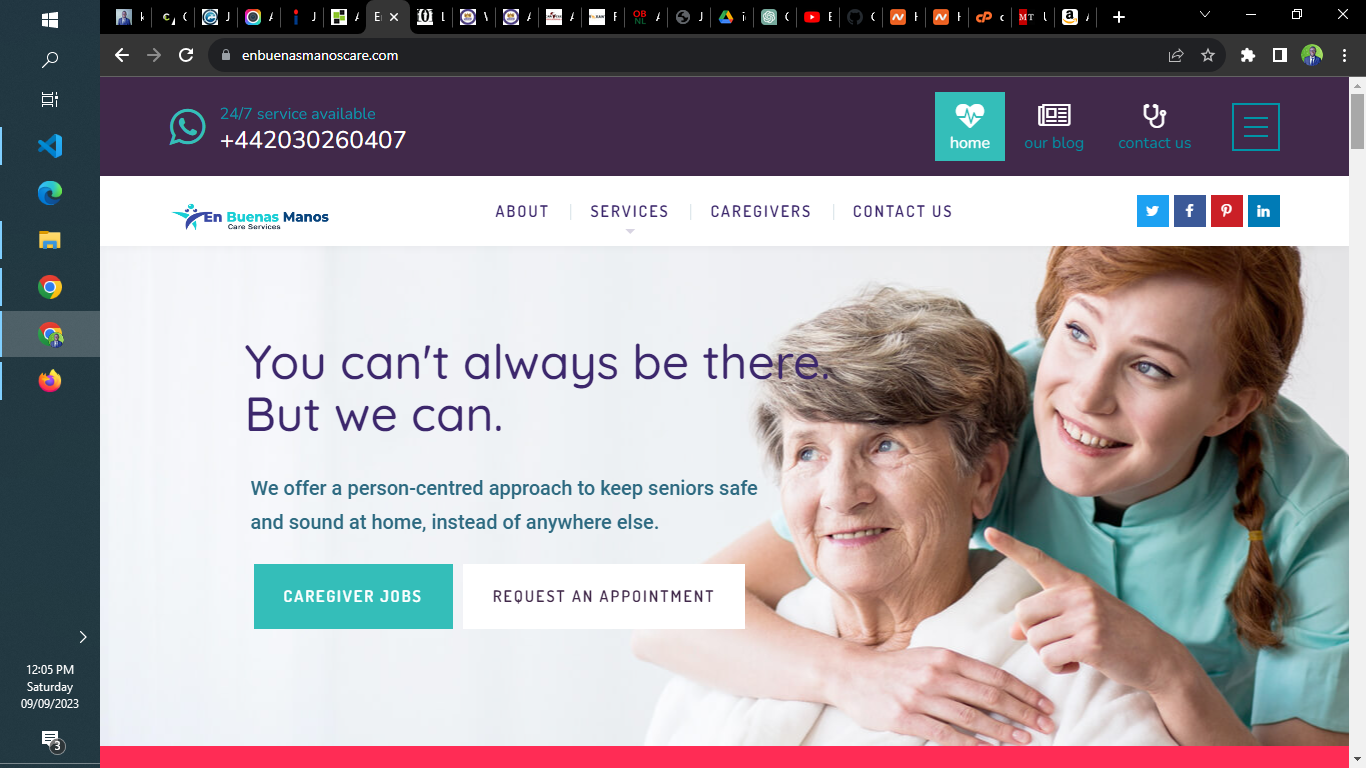 enbuenasmanoscare.com
24/7 service available
+442030260407
home
our blog
contact us
En Buenas Manos
Care Services
ABOUT
SERVICES
CAREGIVERS
CONTACT US
You can't always be there.
But we can.
We offer a person-centred approach to keep seniors safe
and sound at home, instead of anywhere else.
CAREGIVER JOBS
REQUEST AN APPOINTMENT
12:05 PM
Saturday
09/09/2023
3